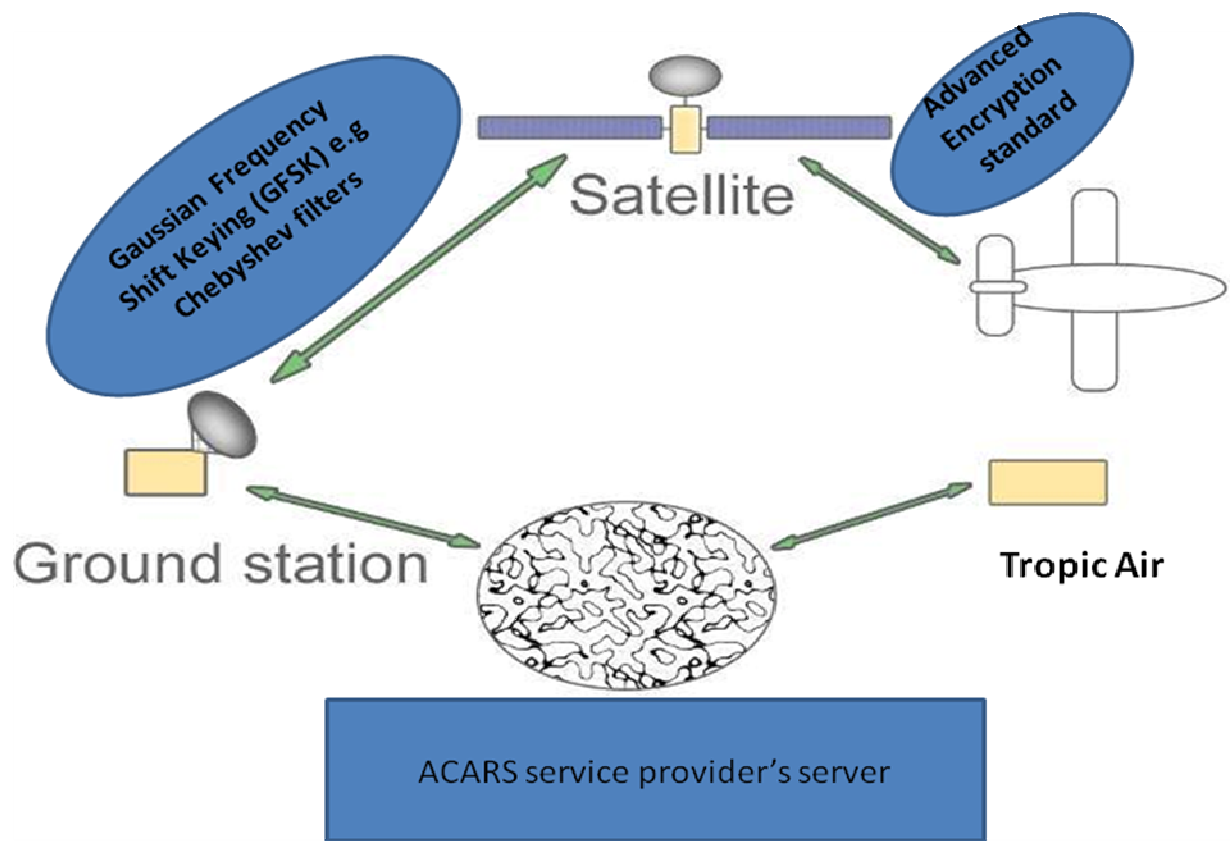 Gaussian Frequency
Shift Keying (GFSK) e.g
Chebyshev filters
Satellite
Advanced
Encryption
standard
Ground station
Tropic Air
ACARS service provider's server